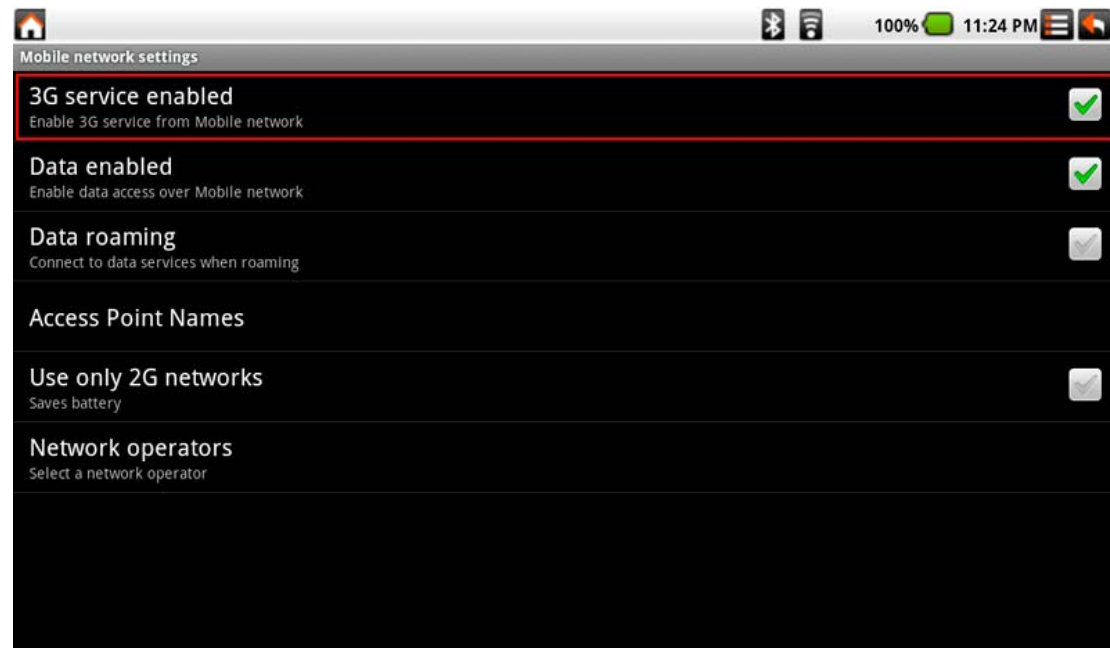 100% 11:24 PM
Mobile network settings
3G service enabled
Enable 3G service from Mobile network
Data enabled
Enable data access over Mobile network
Data roaming
Connect to data services when roaming
Access Point Names
Use only 2G networks
Saves battery
Network operators
Select a network operator